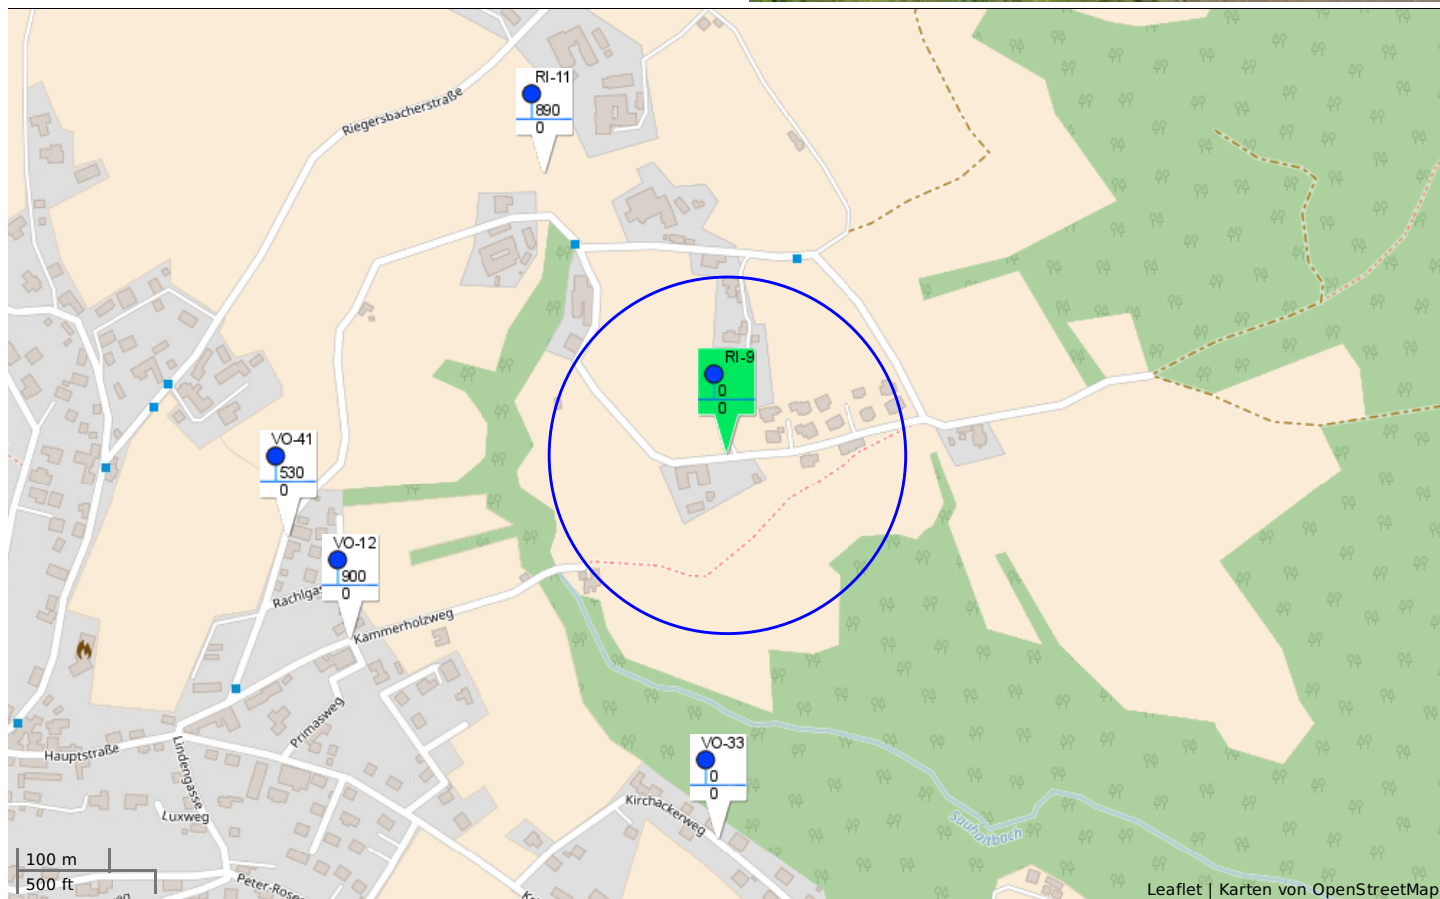 RI-11
890
0
Riegersbacherstraße
RI-9
0
0
VO-41
530
0
VO-12
900
0
Rachlga
Kammerholzweg
Primasweg
Hauptstraße
Lindengasse
Luxweg
VO-33
0
0
Kirchackerweg
Sauhaltbach
100 m
500 ft
Peter-Rose
Leaflet | Karten von OpenStreetMap